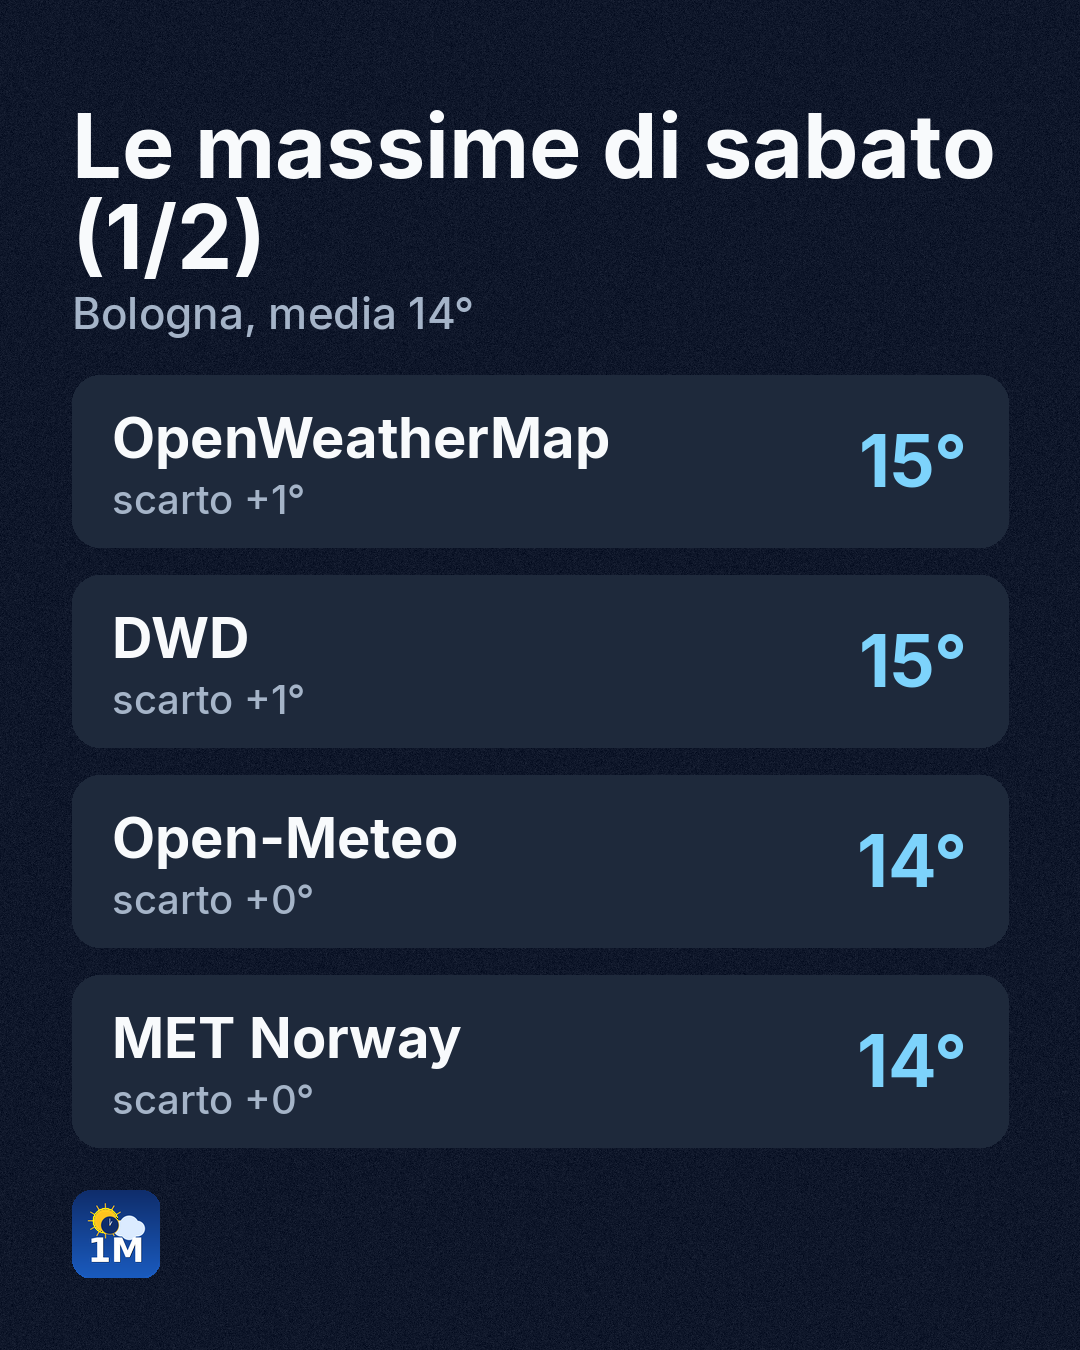 Le massime di sabato
(1/2)
Bologna, media 14°
OpenWeatherMap
scarto +1°
15°
DWD
scarto +1°
15°
Open-Meteo
scarto +0°
14°
MET Norway
scarto +0°
14°
1M